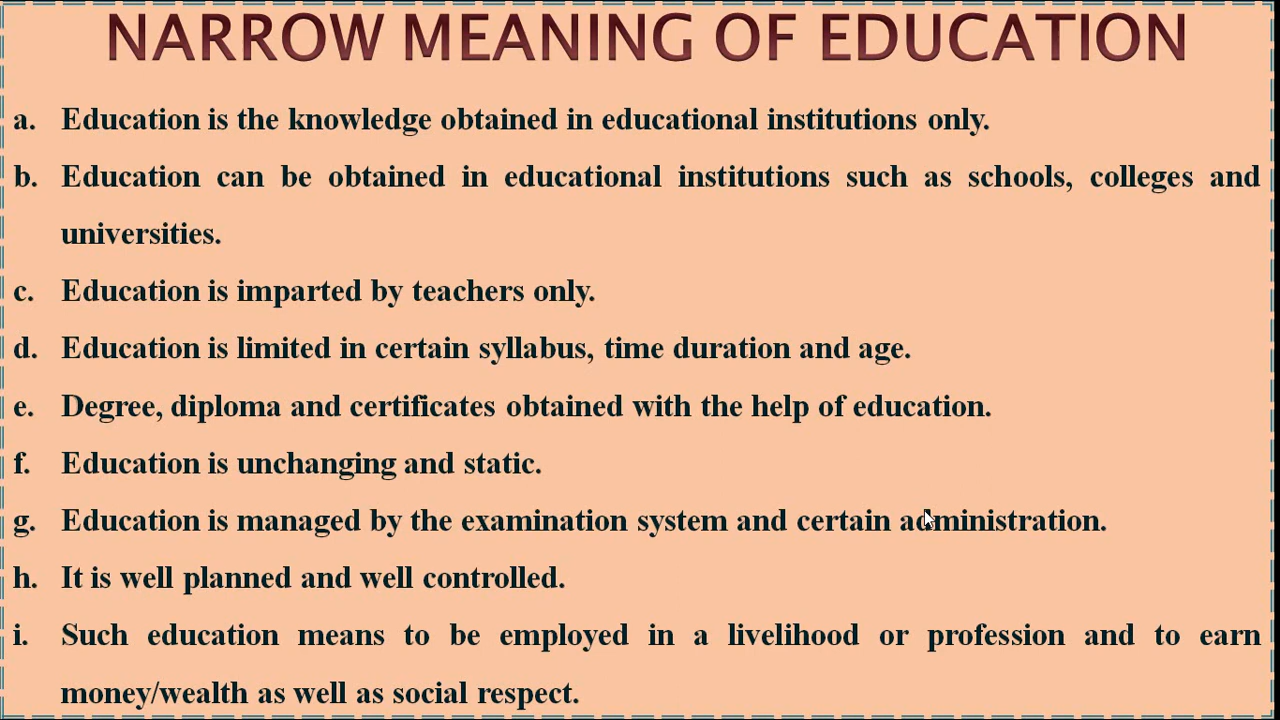 NARROW MEANING OF EDUCATION
a. Education is the knowledge obtained in educational institutions only.
b. Education can be obtained in educational institutions such as schools, colleges and
universities.
c. Education is imparted by teachers only.
d. Education is limited in certain syllabus, time duration and age.
e. Degree, diploma and certificates obtained with the help of education.
f. Education is unchanging and static.
g. Education is managed by the examination system and certain administration.
h. It is well planned and well controlled.
i. Such education means to be employed in a livelihood or profession and to earn
money/wealth as well as social respect.